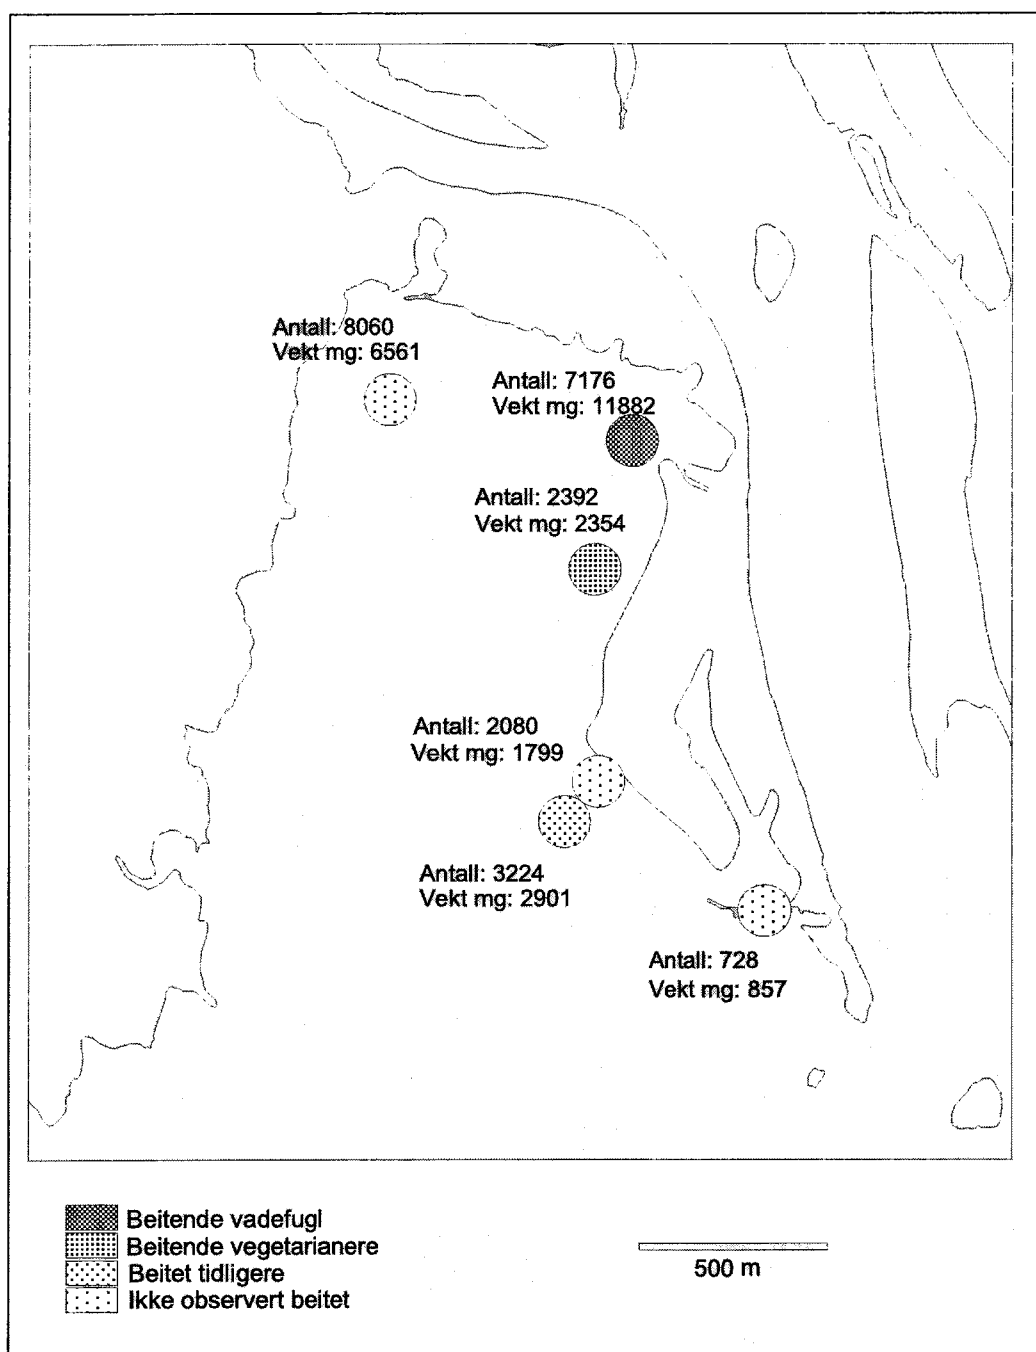 Antall: 8060
Vekt mg: 6561
Antall: 7176
Vekt mg: 11882
Antall: 2392
Vekt mg: 2354
Antall: 2080
Vekt mg: 1799
Antall: 3224
Vekt mg: 2901
Antall: 728
Vekt mg: 857
Beitende vadefugl
Beitende vegetarianere
Beitet tidligere
Ikke observert beitet
500 m